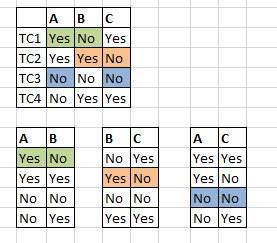 A B C
TC1 Yes No Yes
TC2 Yes Yes No
TC3 No No No
TC4 No Yes Yes
A B B C A C
Yes No No Yes Yes Yes
Yes Yes Yes No Yes No
No No No No No No
No Yes Yes Yes No Yes